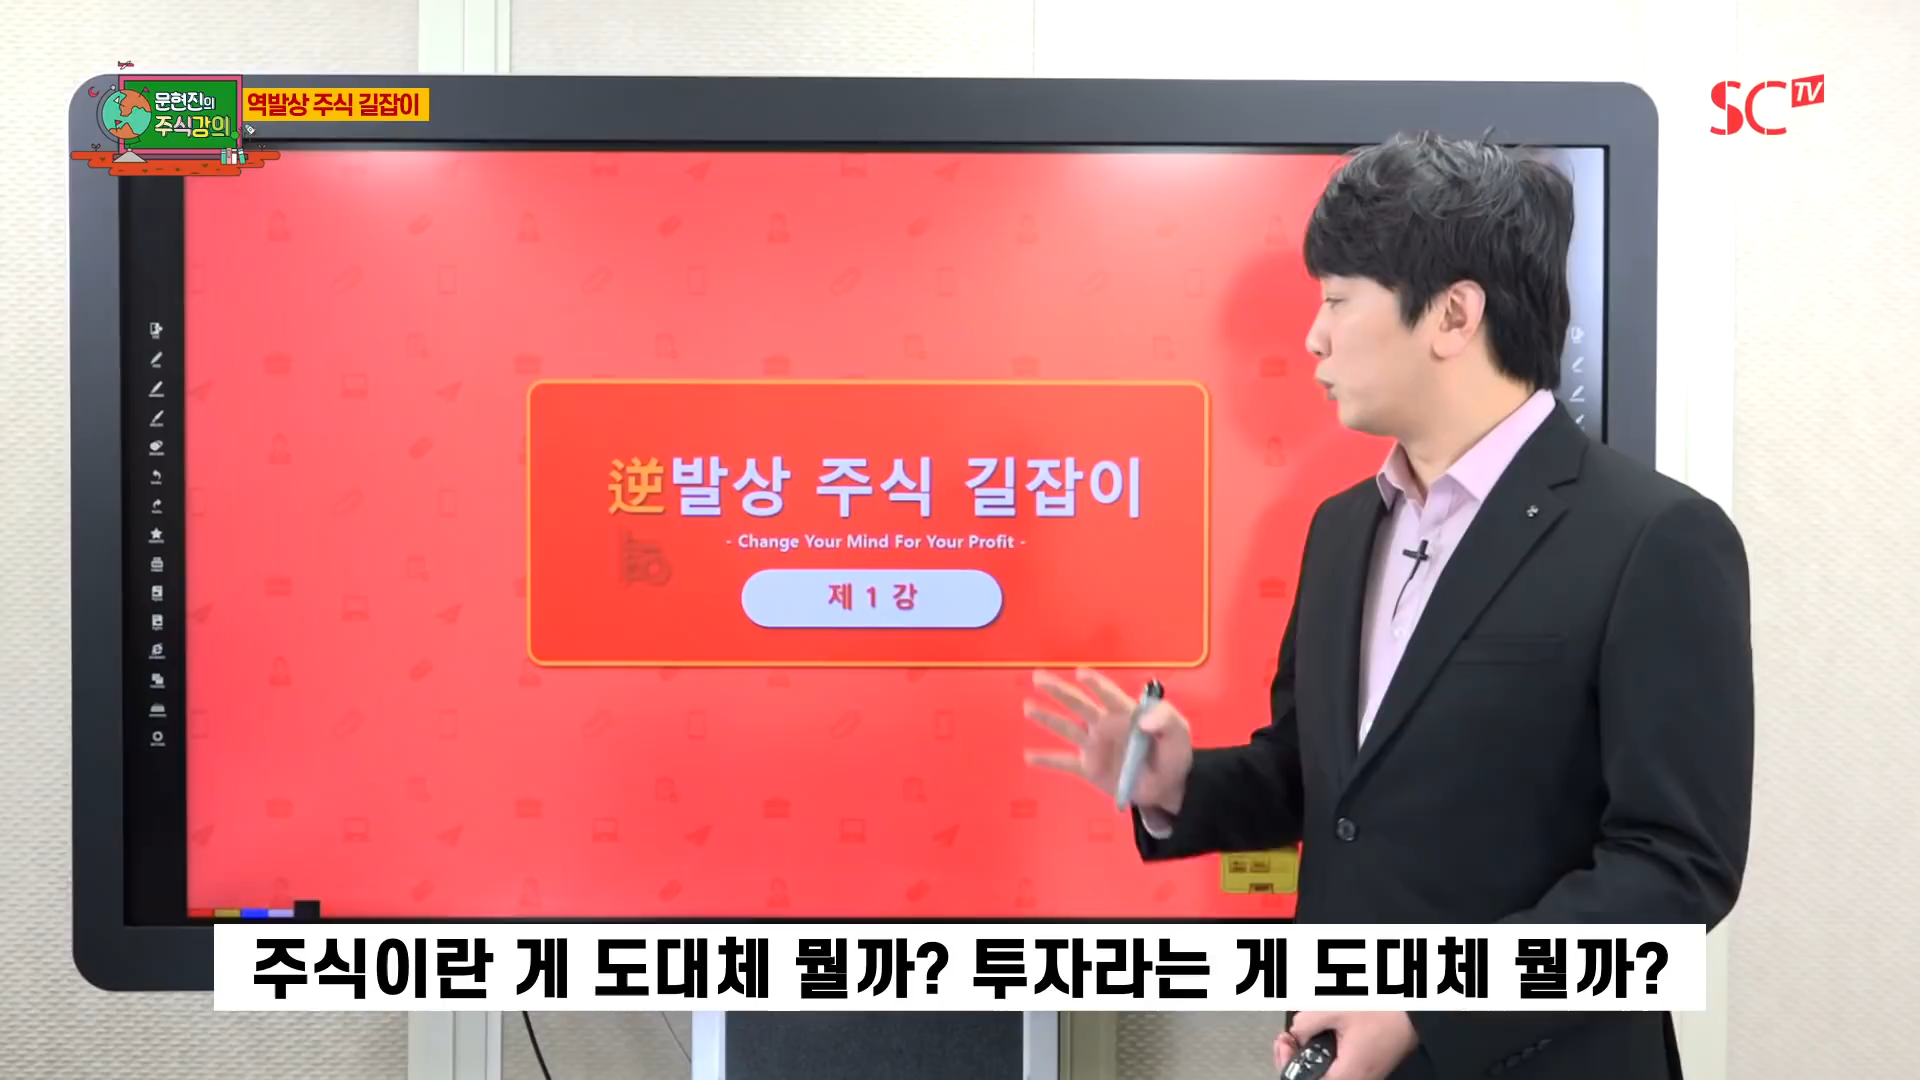 문현진의
주식강의
역발상 주식 길잡이
SC TV
逆발상 주식 길잡이
- Change Your Mind For Your Profit -
제 1 강
주식이란 게 도대체 뭘까? 투자라는 게 도대체 뭘까?